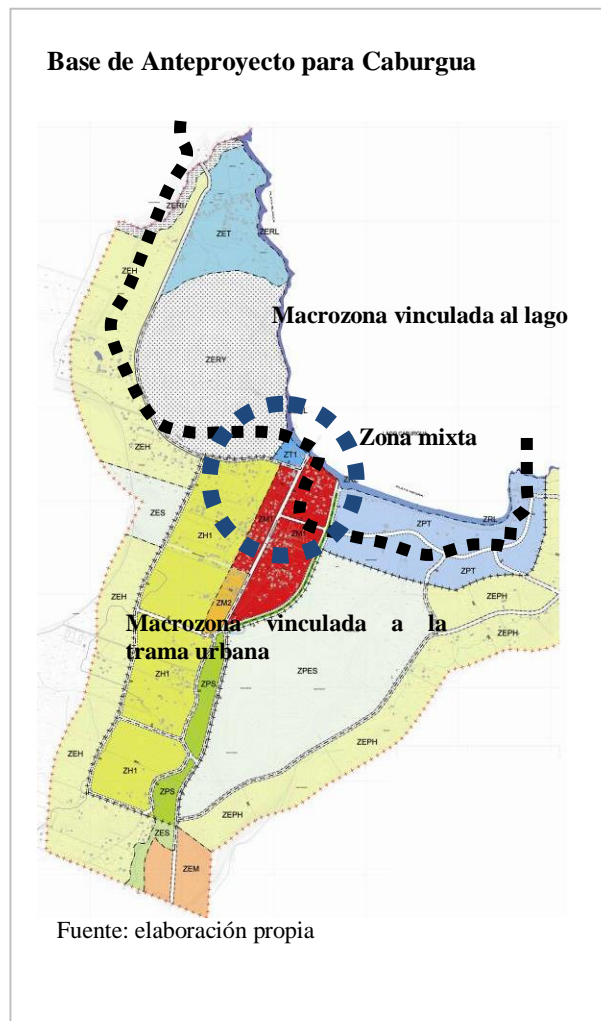 Base de Anteproyecto para Caburgua
ZERI
ZET
ZERL
ZEH
Macrozona vinculada al lago
ZERY
Zona mixta
ZEH
ZT1
ZES
ZH1
ZM1
ZM1
ZPT
ZRL
ZPT
ZEH
ZM2
ZEPH
Macrozona vinculada a la
trama urbana
ZEPH
ZPES
ZH1
ZPS
ZEH
ZH1
ZPS
ZEPH
ZES
ZEM
Fuente: elaboración propia